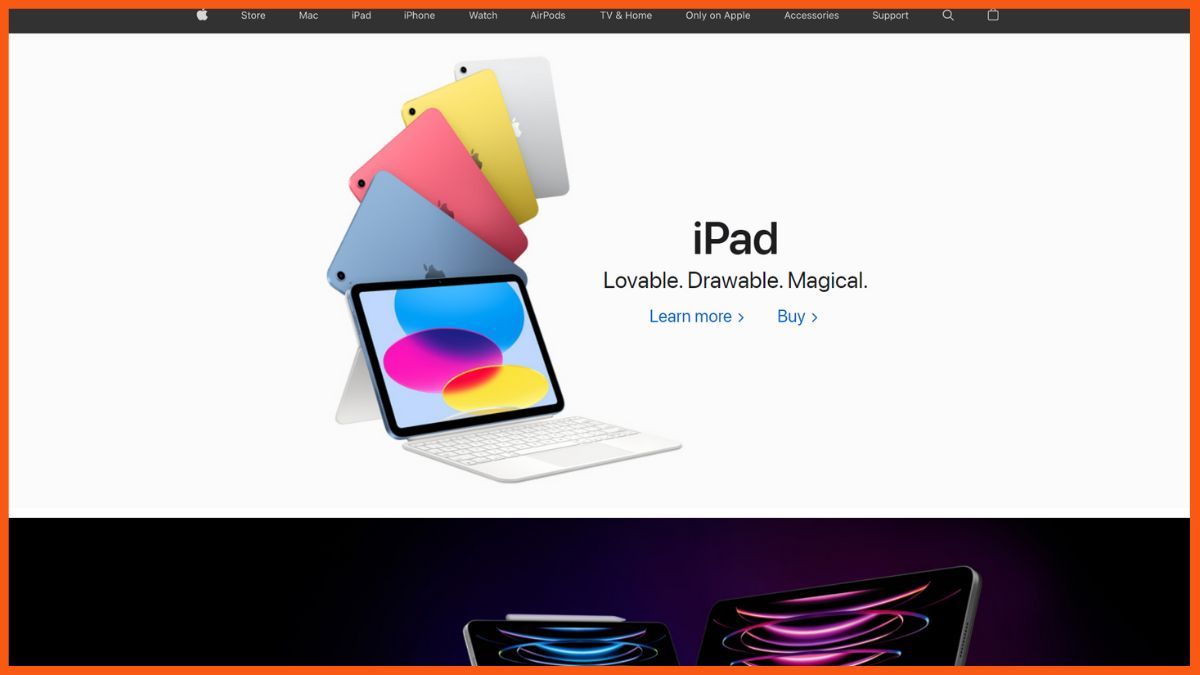 Store Mac iPad iPhone Watch AirPods TV & Home Only on Apple Accessories Support
iPad
Lovable. Drawable. Magical.
Learn more > Buy >